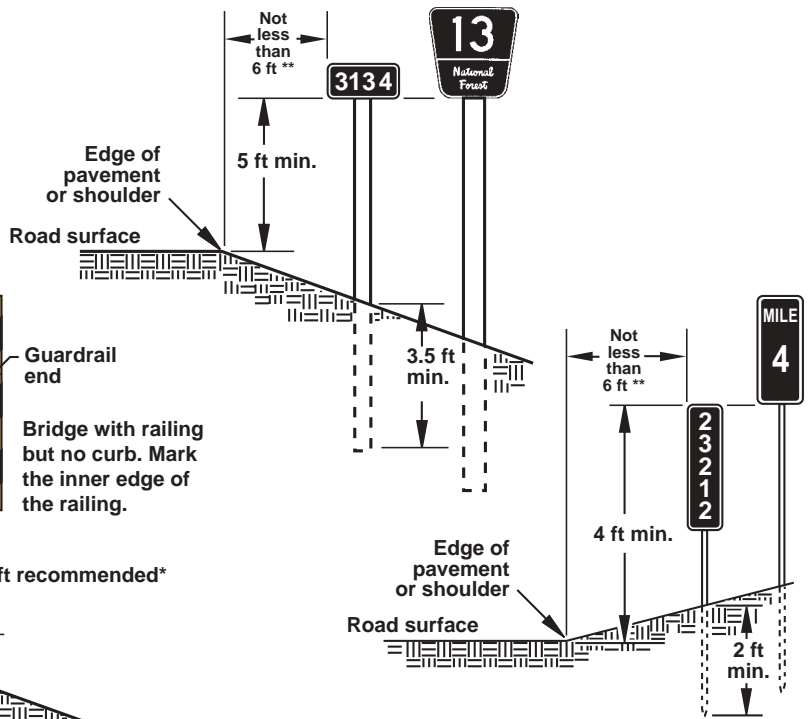 Not
less
than
6 ft **
3134
13
National
Forest
Edge of
pavement
or shoulder
5 ft min.
Road surface
3.5 ft
min.
Guardrail
end
Bridge with railing
but no curb. Mark
the inner edge of
the railing.
ft recommended*
Not
less
than
6 ft **
MILE
4
2
3
2
1
2
4 ft min.
Edge of
pavement
or shoulder
Road surface
2 ft
min.